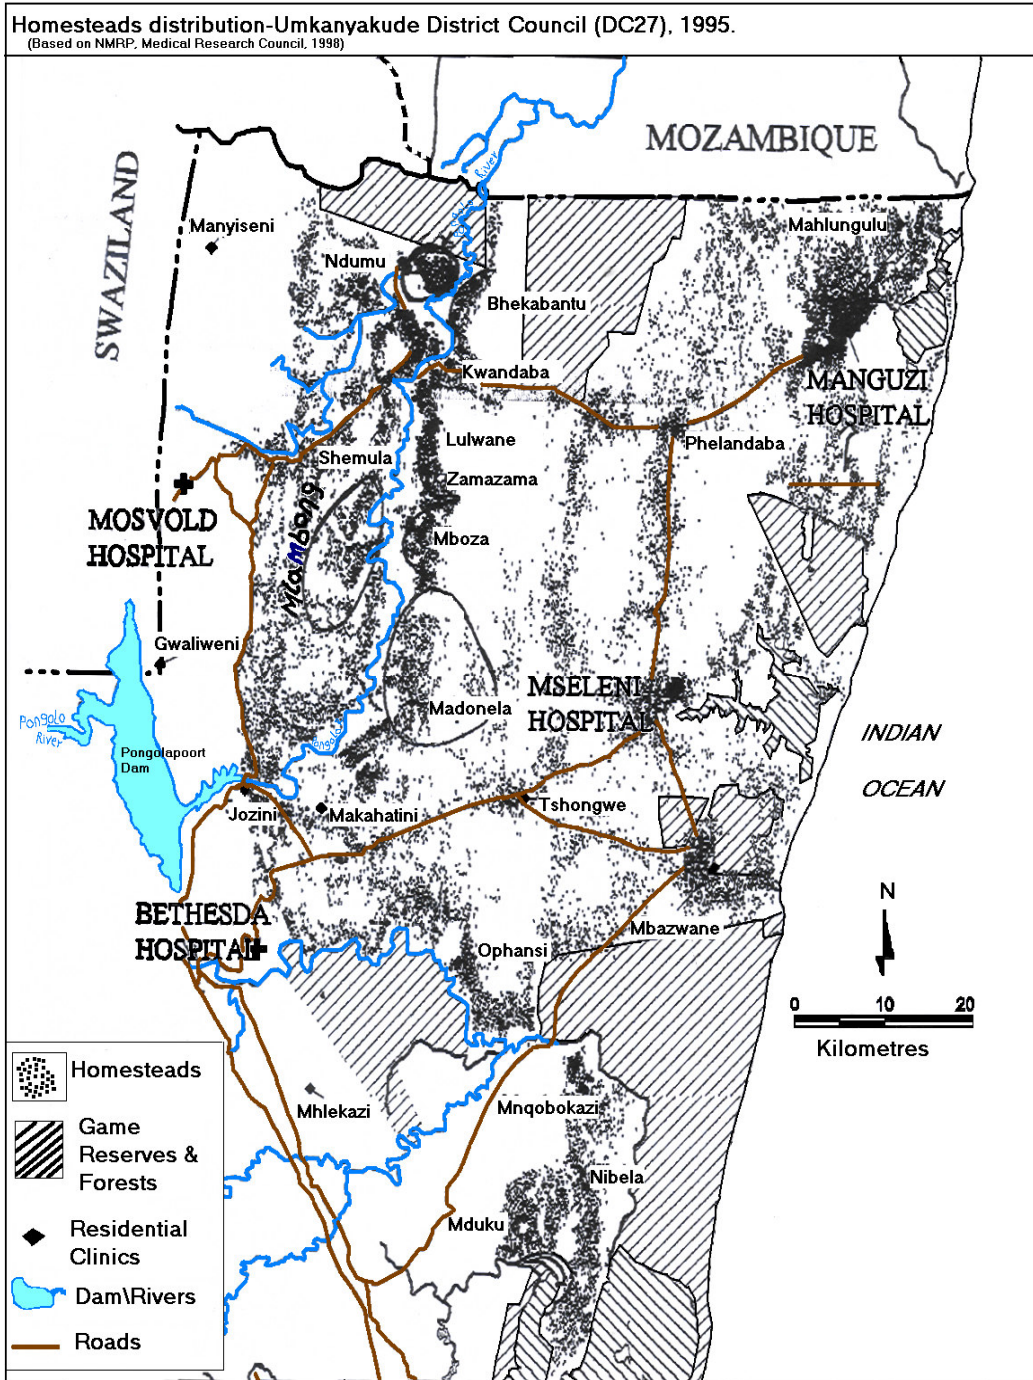 Homesteads distribution-Umkanyakude District Council (DC27), 1995.
(Based on NMRP, Medical Research Council, 1998)
MOZAMBIQUE
SWAZILAND
Pongolo
River
Manyiseni
Mahlungulu
Ndumu
Bhekabantu
Kwandaba
MANGUZI
HOSPITAL
Lulwane
Phelandaba
Shemula
Zamazama
MOSVOLD
HOSPITAL
Mboza
Gwaliweni
MSELENI
HOSPITAL
Madonela
Pongolo
River
Pongolo
INDIAN
OCEAN
Pongolapoort
Dam
Jozini
Makahatini
Tshongwe
BETHESDA
HOSPITAL
Mbazwane
Ophansi
N
0 10 20
Kilometres
Mhlekazi
Mnqobokazi
Nibela
Mduku
Homesteads
Game
Reserves &
Forests
Residential
Clinics
Dam\Rivers
Roads